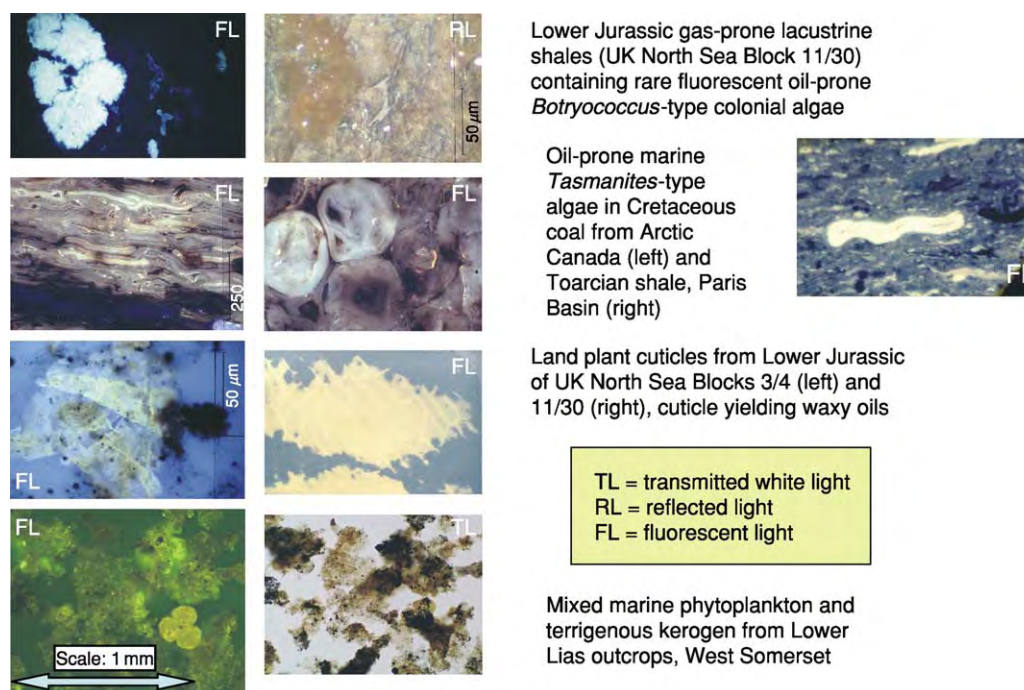 FL
RL
50 μm
Lower Jurassic gas-prone lacustrine
shales (UK North Sea Block 11/30)
containing rare fluorescent oil-prone
Botryococcus-type colonial algae
FL
250
FL
Oil-prone marine
Tasmanites-type
algae in Cretaceous
coal from Arctic
Canada (left) and
Toarcian shale, Paris
Basin (right)
FL
50 μm
FL
FL
Land plant cuticles from Lower Jurassic
of UK North Sea Blocks 3/4 (left) and
11/30 (right), cuticle yielding waxy oils
TL = transmitted white light
RL = reflected light
FL = fluorescent light
FL
Scale: 1 mm
TL
Mixed marine phytoplankton and
terrigenous kerogen from Lower
Lias outcrops, West Somerset